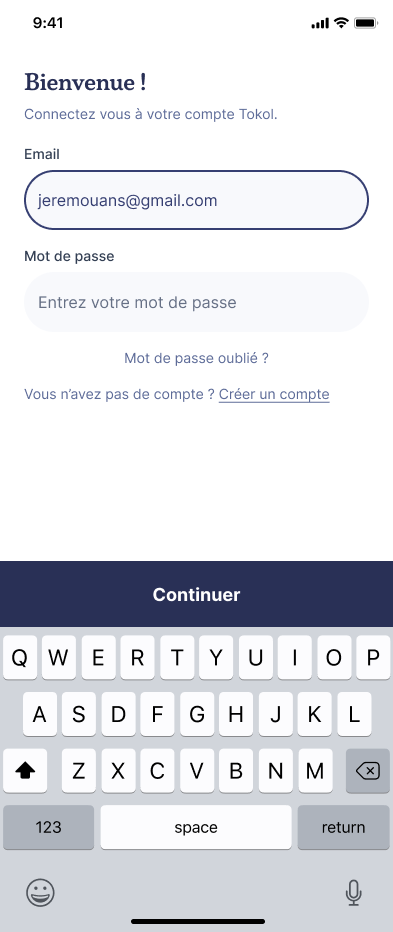 9:41
Bienvenue !
Connectez vous à votre compte Tokol.
Email
jeremouans@gmail.com
Mot de passe
Entrez votre mot de passe
Mot de passe oublié ?
Vous n’avez pas de compte ? Créer un compte
Continuer
Q W E R T Y U I O P
A S D F G H J K L
Z X C V B N M
123 space return